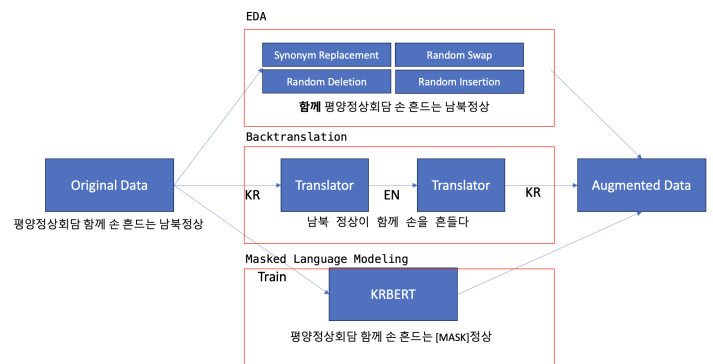 EDA
Synonym Replacement
Random Swap
Random Deletion
Random Insertion
함께 평양정상회담 손 흔드는 남북정상
Backtranslation
Original Data
KR
Translator
EN
Translator
KR
Augmented Data
평양정상회담 함께 손 흔드는 남북정상
남북 정상이 함께 손을 흔들다
Masked Language Modeling
Train
KRBERT
평양정상회담 함께 손 흔드는 [MASK]정상